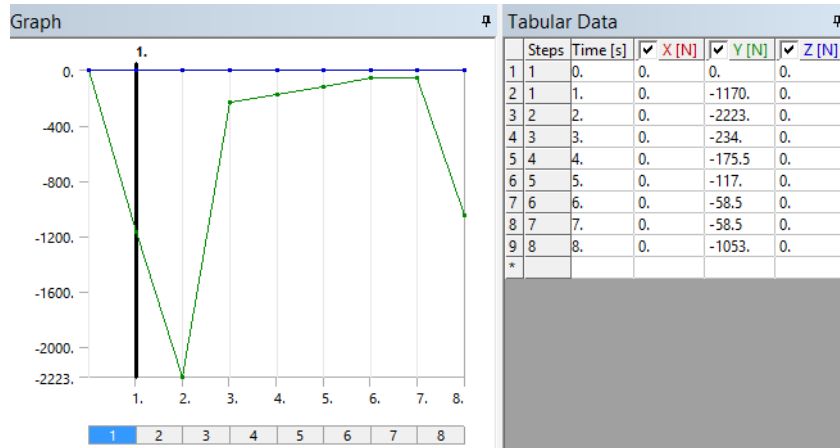 Graph
1.
0.
-400.
-800.
-1200.
-1600.
-2000.
-2223.
1. 2. 3. 4. 5. 6. 7. 8.
1 2 3 4 5 6 7 8
Tabular Data
Steps Time [s] X [N] Y [N] Z [N]
1 1 0. 0. 0. 0.
2 1 1. 0. -1170. 0.
3 2 2. 0. -2223. 0.
4 3 3. 0. -234. 0.
5 4 4. 0. -175.5 0.
6 5 5. 0. -117. 0.
7 6 6. 0. -58.5 0.
8 7 7. 0. -58.5 0.
9 8 8. 0. -1053. 0.
*